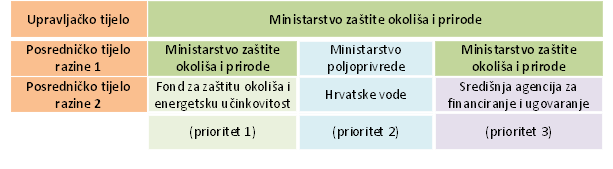 Upravljačko tijelo Ministarstvo zaštite okoliša i prirode
Posredničko tijelo Ministarstvo zaštite Ministarstvo Ministarstvo zaštite
razine 1 okoliša i prirode poljoprivrede okoliša i prirode
Posredničko tijelo Fond za zaštitu okoliša i Hrvatske vode Središnja agencija za
razine 2 energetsku učinkovitost financiranje i ugovaranje
(prioritet 1) (prioritet 2) (prioritet 3)